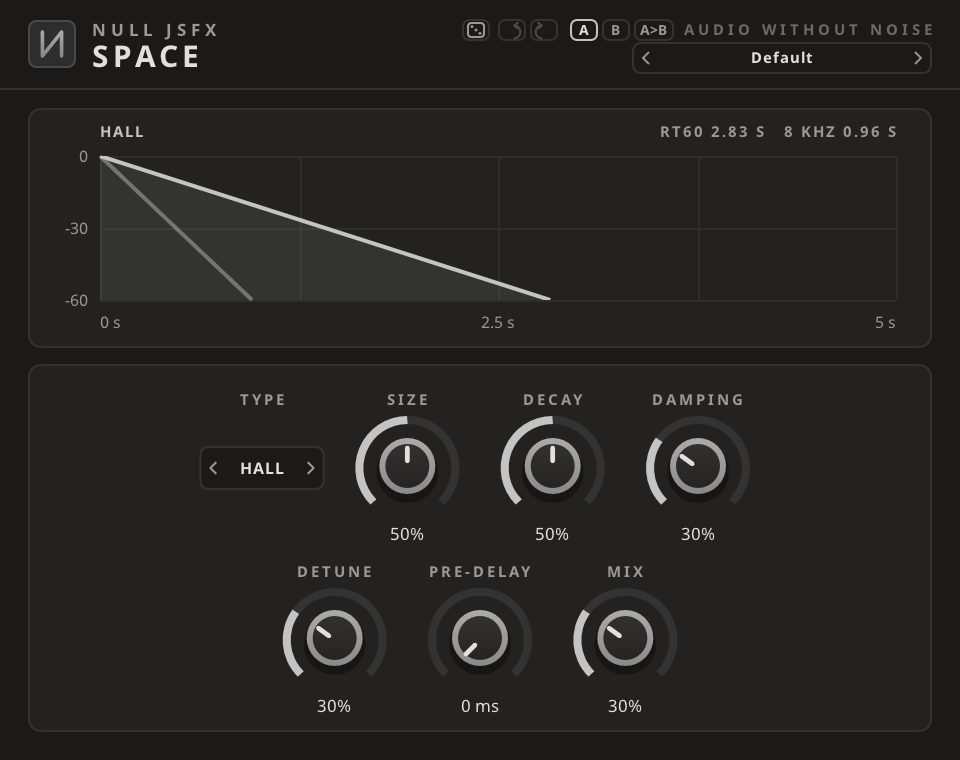 NULL JSFX
SPACE
A B A>B AUDIO WITHOUT NOISE
Default
HALL RT60 2.83 S 8 KHZ 0.96 S
0
-30
-60
0 s 2.5 s 5 s
TYPE SIZE DECAY DAMPING
HALL
50% 50% 30%
DETUNE PRE-DELAY MIX
30% 0 ms 30%